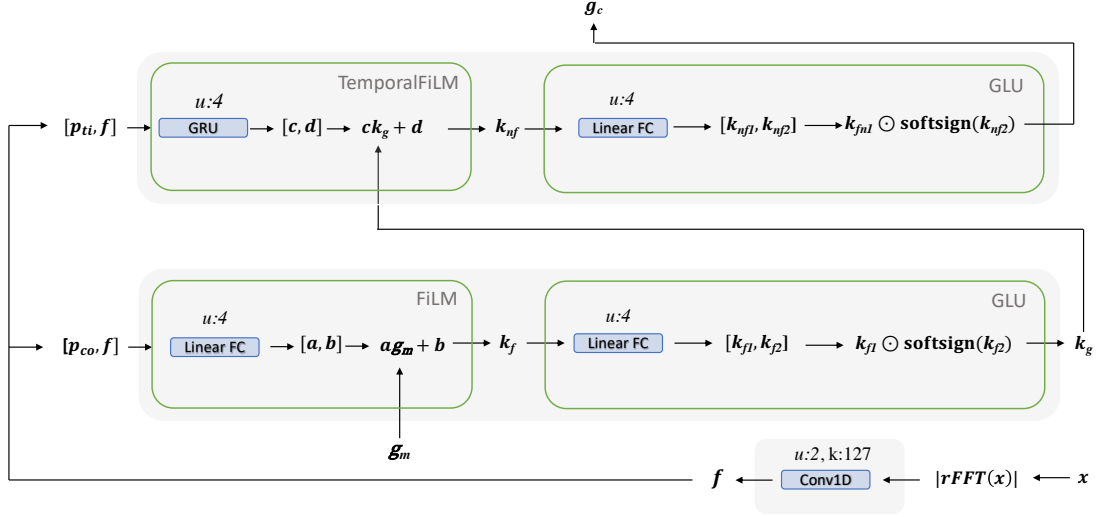 g_c
TemporalFiLM
GLU
u:4
u:4
[p_ti, f]
GRU
[c, d]
ck_g + d
k_nf
Linear FC
[k_nf1, k_nf2]
k_fn1 ⊙ softsign(k_nf2)
FiLM
GLU
u:4
u:4
[p_co, f]
Linear FC
[a, b]
ag_m + b
k_f
Linear FC
[k_f1, k_f2]
k_f1 ⊙ softsign(k_f2)
k_g
g_m
u:2, k:127
f
Conv1D
|rFFT(x)|
x